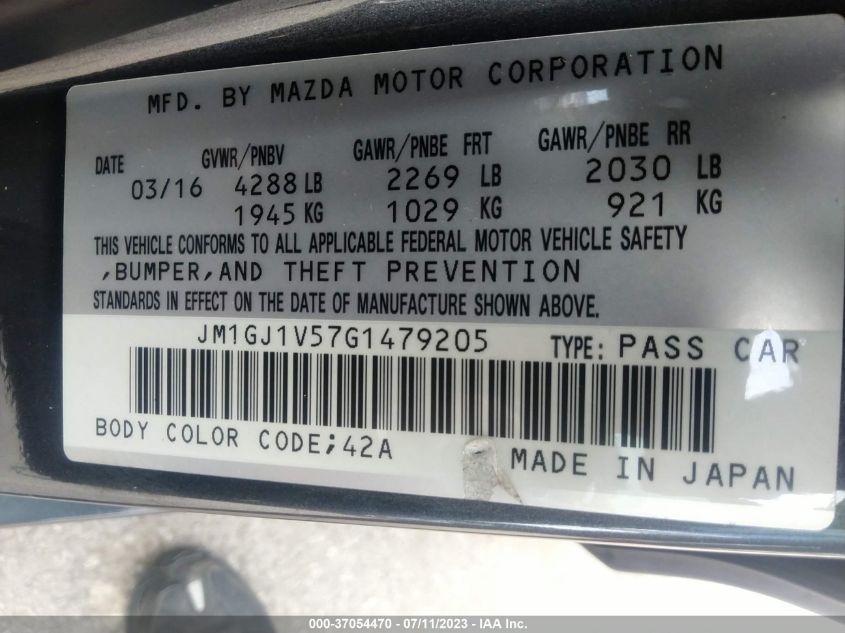 MFD. BY MAZDA MOTOR CORPORATION
DATE GVWR/PNBV GAWR/PNBE FRT GAWR/PNBE RR
03/16 4288 LB 2269 LB 2030 LB
1945 KG 1029 KG 921 KG
THIS VEHICLE CONFORMS TO ALL APPLICABLE FEDERAL MOTOR VEHICLE SAFETY
,BUMPER,AND THEFT PREVENTION
STANDARDS IN EFFECT ON THE DATE OF MANUFACTURE SHOWN ABOVE.
JM1GJ1V57G1479205 TYPE: PASS CAR
BODY COLOR CODE;42A
MADE IN JAPAN
000-37054470 - 07/11/2023 - IAA Inc.